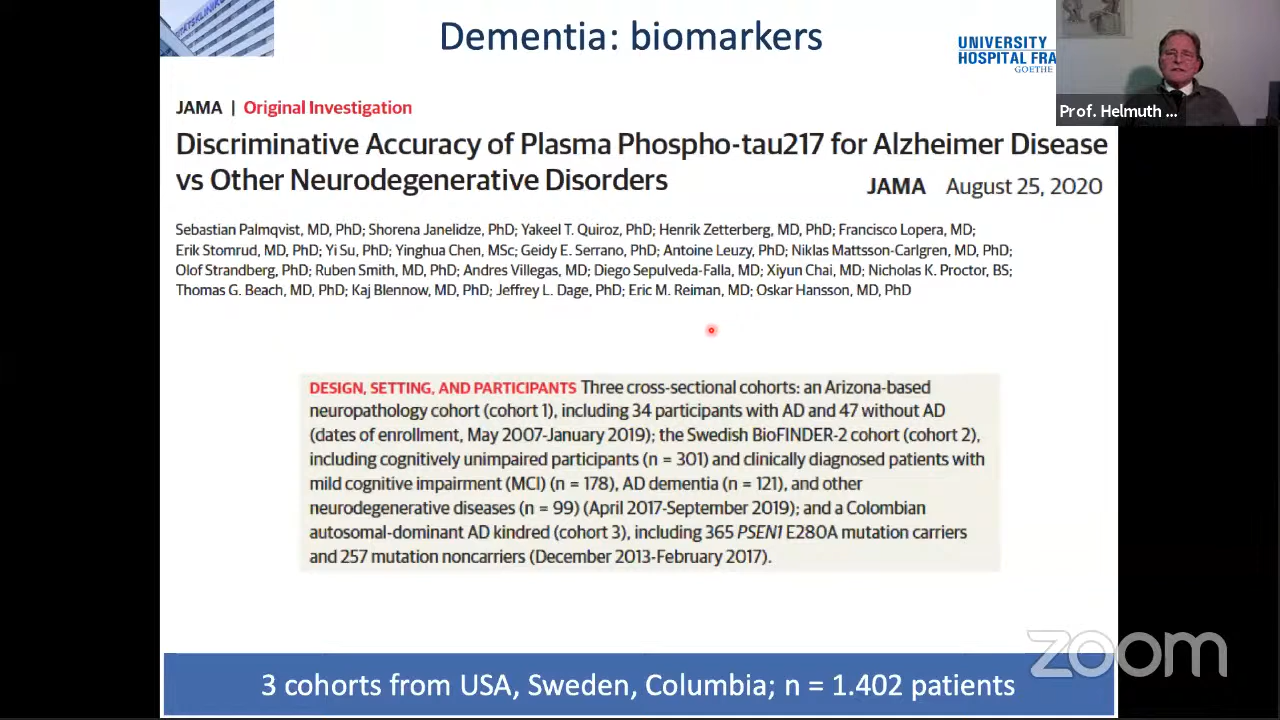 Dementia: biomarkers
UNIVERSITY
HOSPITAL FRA
GOETHE
Prof. Helmuth ...
JAMA | Original Investigation
Discriminative Accuracy of Plasma Phospho-tau217 for Alzheimer Disease
vs Other Neurodegenerative Disorders
JAMA August 25, 2020
Sebastian Palmqvist, MD, PhD; Shorena Janelidze, PhD; Yakeel T. Quiroz, PhD; Henrik Zetterberg, MD, PhD; Francisco Lopera, MD;
Erik Stomrud, MD, PhD; Yi Su, PhD; Yinghua Chen, MSc; Geidy E. Serrano, PhD; Antoine Leuzy, PhD; Niklas Mattsson-Carlgren, MD, PhD;
Olof Strandberg, PhD; Ruben Smith, MD, PhD; Andres Villegas, MD; Diego Sepulveda-Falla, MD; Xiyun Chai, MD; Nicholas K. Proctor, BS;
Thomas G. Beach, MD, PhD; Kaj Blennow, MD, PhD; Jeffrey L. Dage, PhD; Eric M. Reiman, MD; Oskar Hansson, MD, PhD
DESIGN, SETTING, AND PARTICIPANTS Three cross-sectional cohorts: an Arizona-based
neuropathology cohort (cohort 1), including 34 participants with AD and 47 without AD
(dates of enrollment, May 2007-January 2019); the Swedish BioFINDER-2 cohort (cohort 2),
including cognitively unimpaired participants (n = 301) and clinically diagnosed patients with
mild cognitive impairment (MCI) (n = 178), AD dementia (n = 121), and other
neurodegenerative diseases (n = 99) (April 2017-September 2019); and a Colombian
autosomal-dominant AD kindred (cohort 3), including 365 PSEN1 E280A mutation carriers
and 257 mutation noncarriers (December 2013-February 2017).
zoom
3 cohorts from USA, Sweden, Columbia; n = 1.402 patients